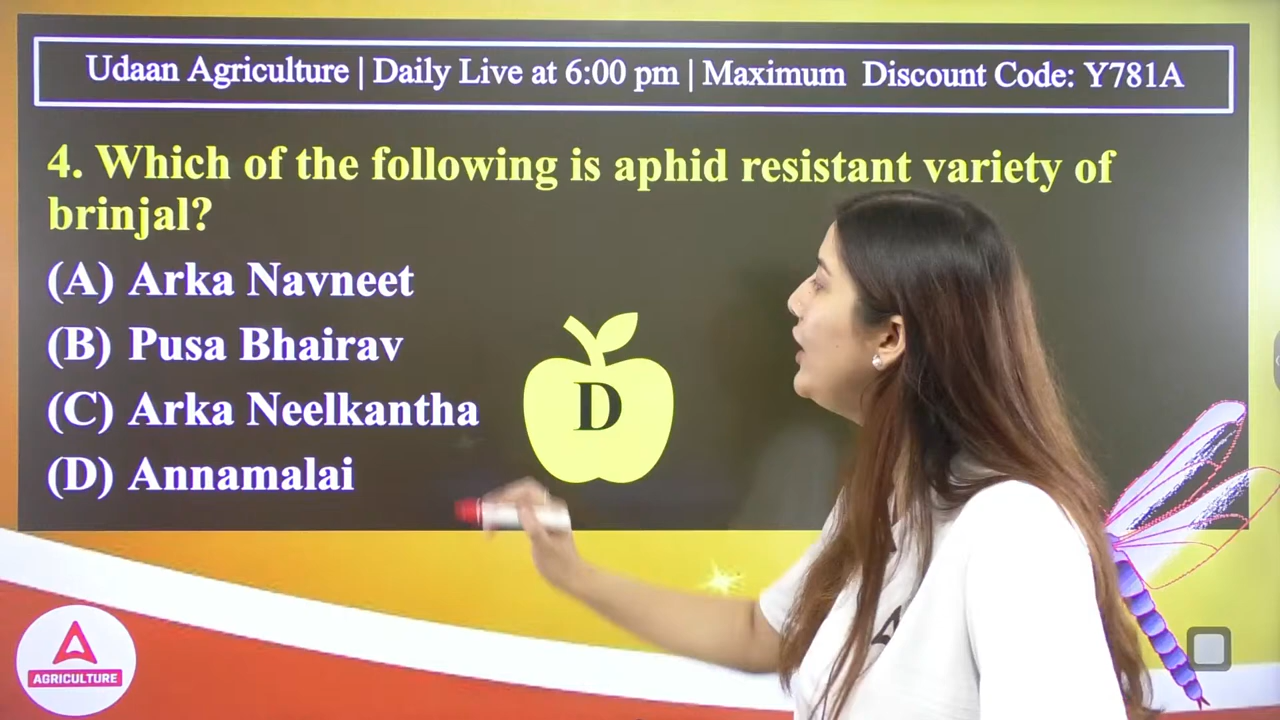 Udaan Agriculture | Daily Live at 6:00 pm | Maximum Discount Code: Y781A
4. Which of the following is aphid resistant variety of
brinjal?
(A) Arka Navneet
(B) Pusa Bhairav
(C) Arka Neelkantha
(D) Annamalai
D
AGRICULTURE